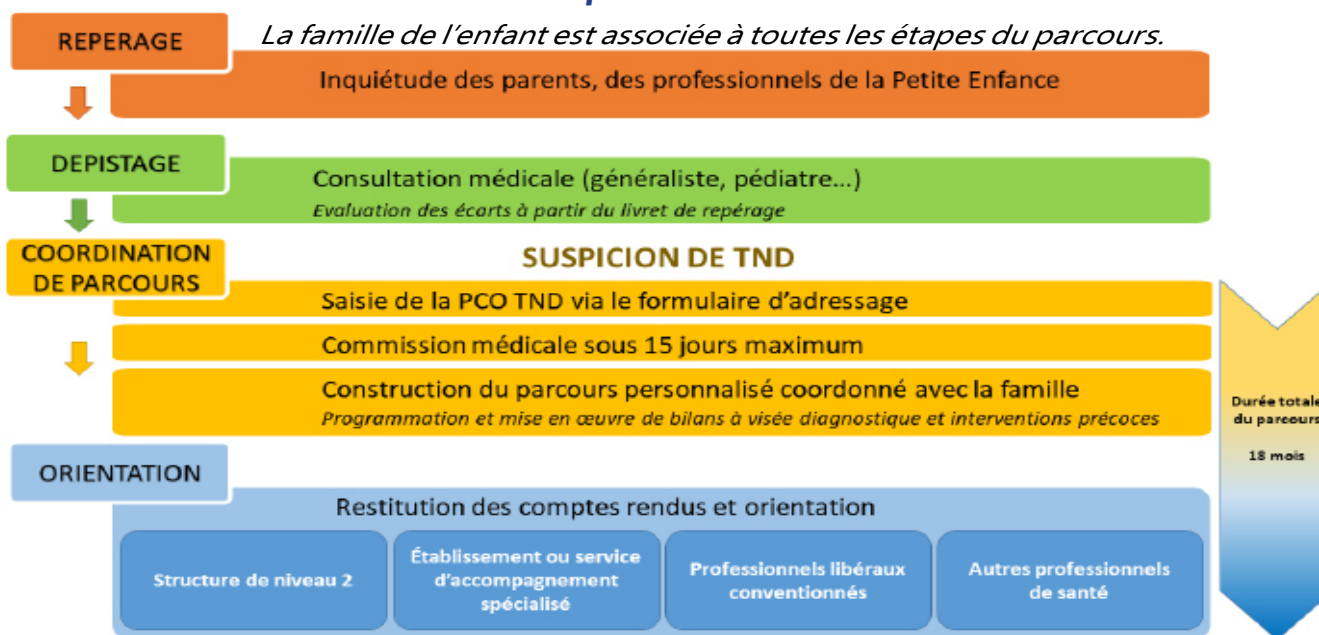 La famille de l'enfant est associée à toutes les étapes du parcours.
REPERAGE
Inquiétude des parents, des professionnels de la Petite Enfance
DEPISTAGE
Consultation médicale (généraliste, pédiatre...)
Evaluation des écarts à partir du livret de repérage
COORDINATION
DE PARCOURS
SUSPICION DE TND
Saisie de la PCO TND via le formulaire d'adressage
Commission médicale sous 15 jours maximum
Construction du parcours personnalisé coordonné avec la famille
Programmation et mise en œuvre de bilans à visée diagnostique et interventions précoces
Durée totale
du parcours
18 mois
ORIENTATION
Restitution des comptes rendus et orientation
Structure de niveau 2
Établissement ou service
d'accompagnement
spécialisé
Professionnels libéraux
conventionnés
Autres professionnels
de santé